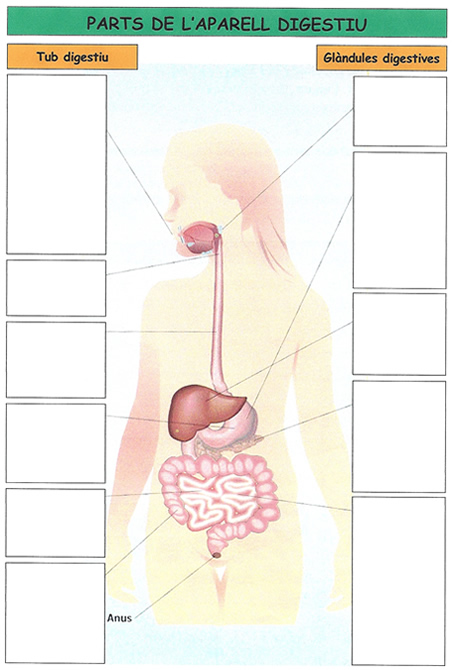 PARTS DE L'APARELL DIGESTIU
Tub digestiu
Glàndules digestives
Anus